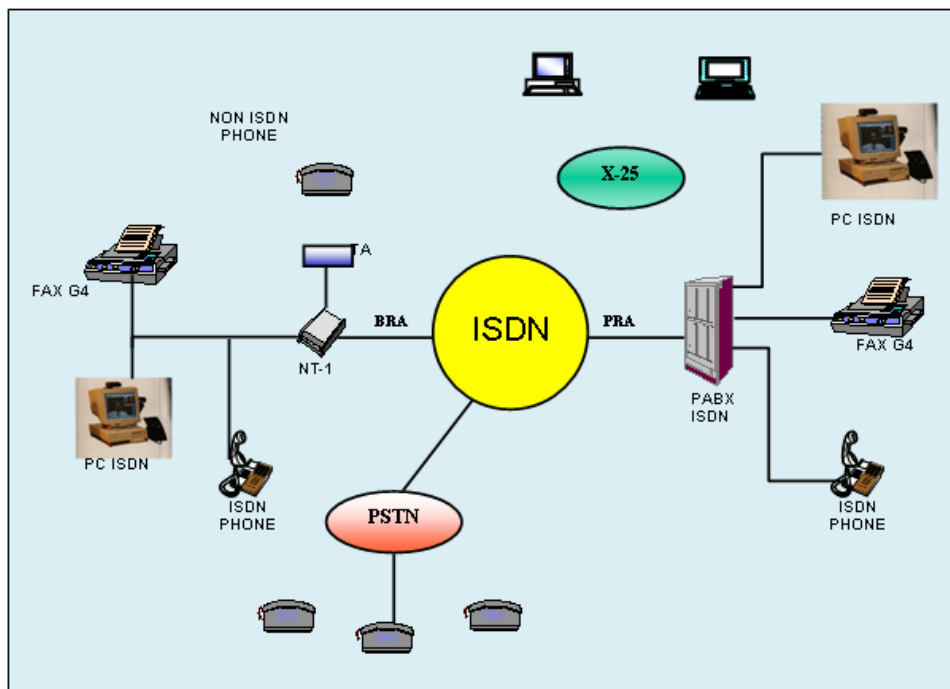 NON ISDN
PHONE
X-25
PC ISDN
TA
FAX G4
BRA
ISDN
PRA
FAX G4
NT-1
PABX
ISDN
PC ISDN
ISDN
PHONE
PSTN
ISDN
PHONE